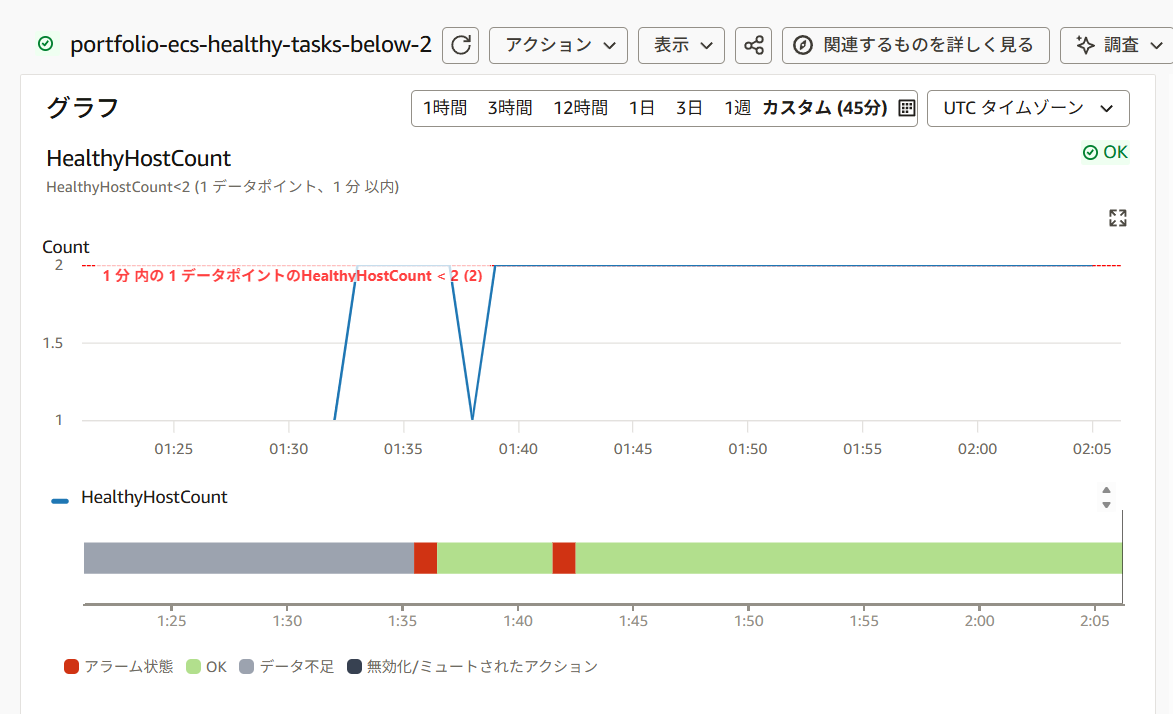 portfolio-ecs-healthy-tasks-below-2 アクション 表示 関連するものを詳しく見る 調査
グラフ 1時間 3時間 12時間 1日 3日 1週 カスタム (45分) UTC タイムゾーン
HealthyHostCount OK
HealthyHostCount<2 (1 データポイント、1 分 以内)
Count
2
1 分 内の 1 データポイントのHealthyHostCount < 2 (2)
1.5
1
01:25 01:30 01:35 01:40 01:45 01:50 01:55 02:00 02:05
HealthyHostCount
1:25 1:30 1:35 1:40 1:45 1:50 1:55 2:00 2:05
アラーム状態 OK データ不足 無効化/ミュートされたアクション